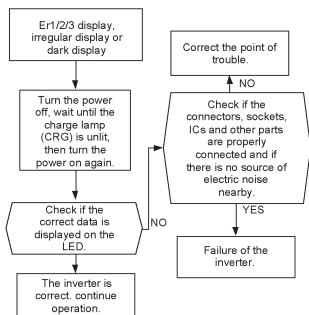 Er1/2/3 display,
irregular display or
dark display
Turn the power
off, wait until the
charge lamp
(CRG) is unlit,
then turn the
power on again.
Check if the
correct data is
displayed on the
LED.
NO
The inverter is
correct. continue
operation.
Correct the point of
trouble.
NO
Check if the
connectors, sockets,
ICs and other parts
are properly
connected and if
there is no source of
electric noise
nearby.
YES
Failure of the
inverter.